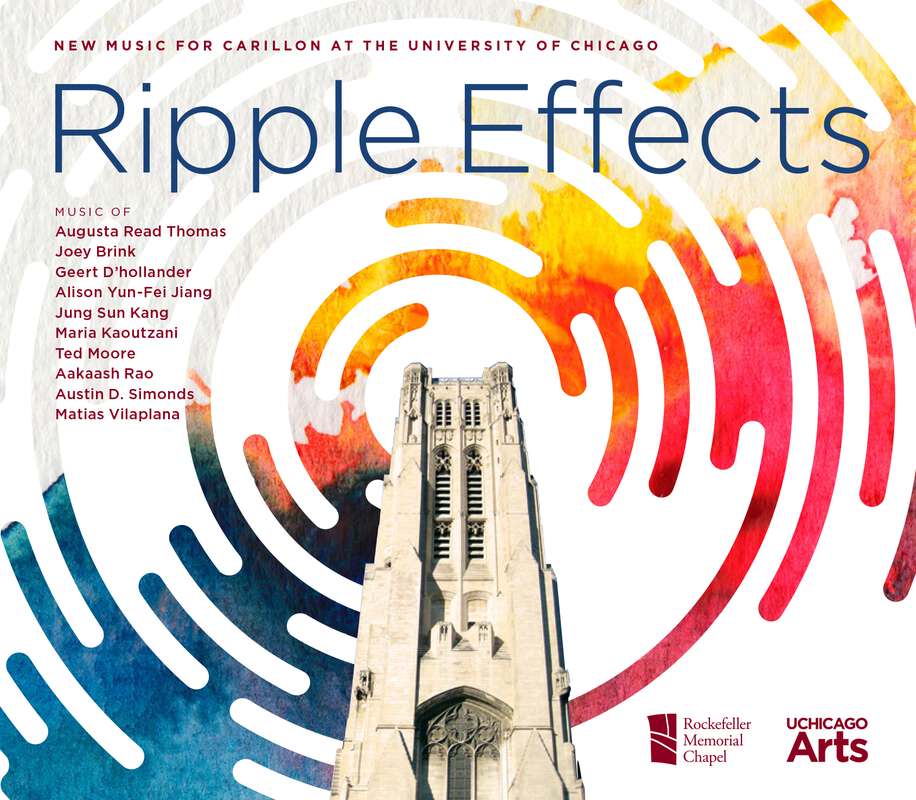 NEW MUSIC FOR CARILLON AT THE UNIVERSITY OF CHICAGO
Ripple Effects
MUSIC OF
Augusta Read Thomas
Joey Brink
Geert D’hollander
Alison Yun-Fei Jiang
Jung Sun Kang
Maria Kaoutzani
Ted Moore
Aakaash Rao
Austin D. Simonds
Matias Vilaplana
Rockefeller
Memorial
Chapel
UCHICAGO
Arts